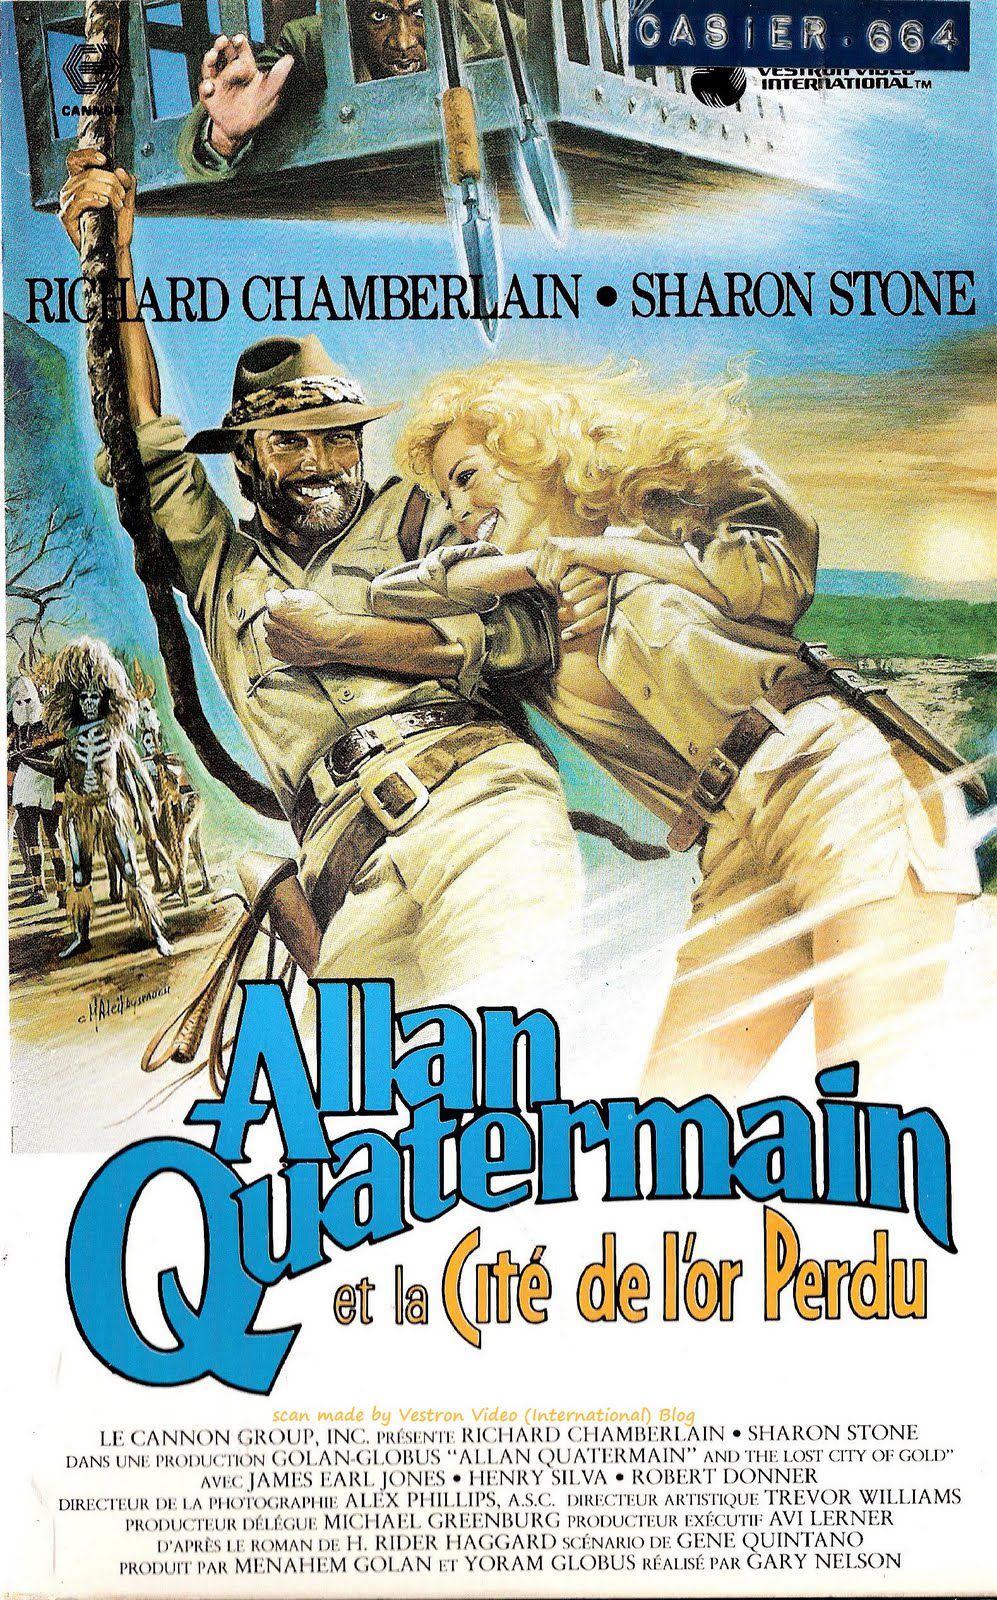 CASIER. 664
CANNON
VESTRON VIDEO
INTERNATIONAL™
RICHARD CHAMBERLAIN • SHARON STONE
Allan
Quatermain
et la Cité de l'or Perdu
scan made by Vestron Video (International) Blog
LE CANNON GROUP, INC. PRÉSENTE RICHARD CHAMBERLAIN • SHARON STONE
DANS UNE PRODUCTION GOLAN-GLOBUS "ALLAN QUATERMAIN" AND THE LOST CITY OF GOLD"
AVEC JAMES EARL JONES • HENRY SILVA • ROBERT DONNER
DIRECTEUR DE LA PHOTOGRAPHIE ALEX PHILLIPS, A.S.C. DIRECTEUR ARTISTIQUE TREVOR WILLIAMS
PRODUCTEUR DÉLÉGUE MICHAEL GREENBURG PRODUCTEUR EXÉCUTIF AVI LERNER
D'APRÈS LE ROMAN DE H. RIDER HAGGARD SCÉNARIO DE GENE QUINTANO
PRODUIT PAR MENAHEM GOLAN ET YORAM GLOBUS RÉALISÉ PAR GARY NELSON